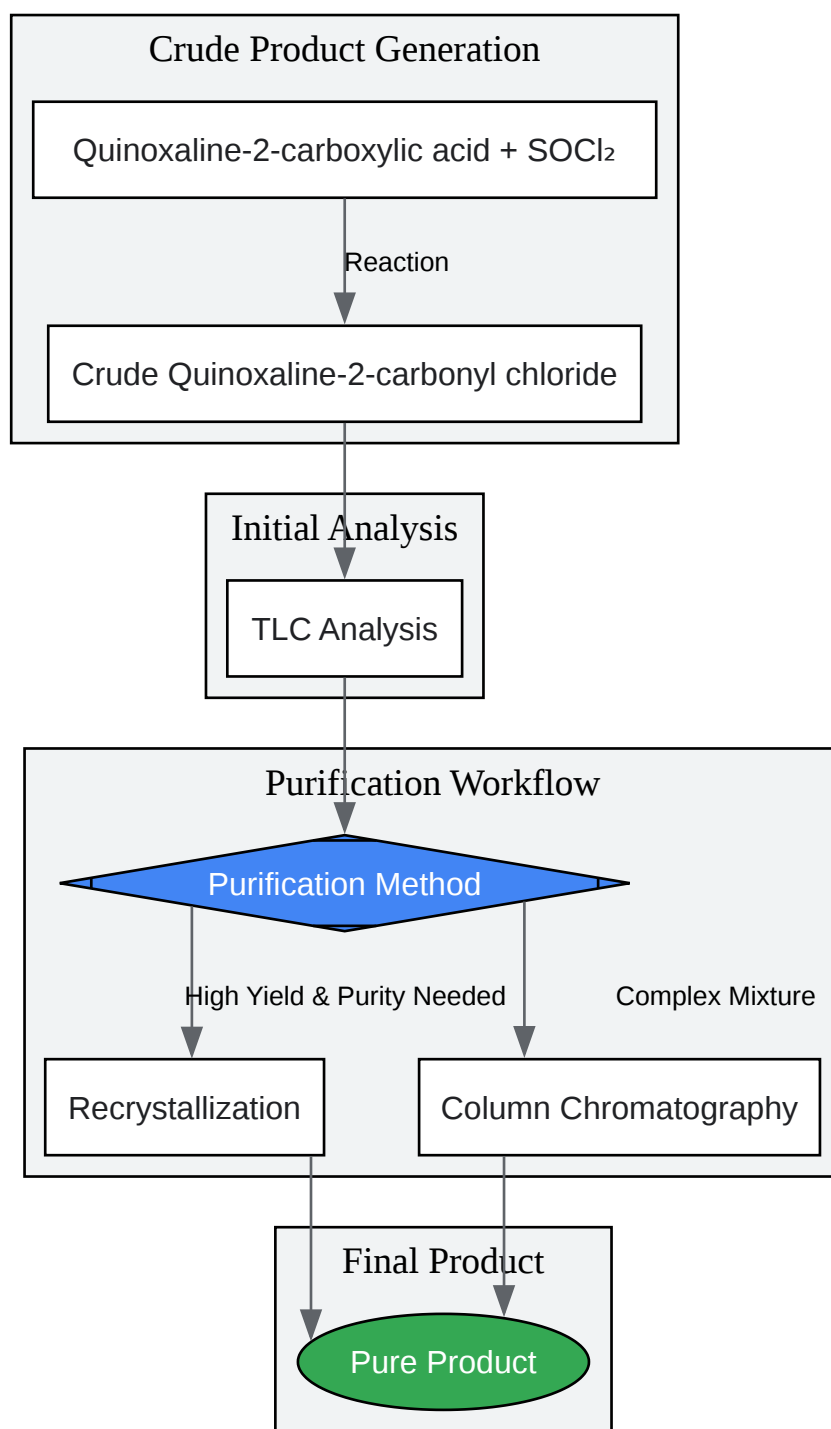 Crude Product Generation
Quinoxaline-2-carboxylic acid + SOCl₂
Reaction
Crude Quinoxaline-2-carbonyl chloride
Initial Analysis
TLC Analysis
Purification Workflow
Purification Method
High Yield & Purity Needed
Complex Mixture
Recrystallization
Column Chromatography
Final Product
Pure Product